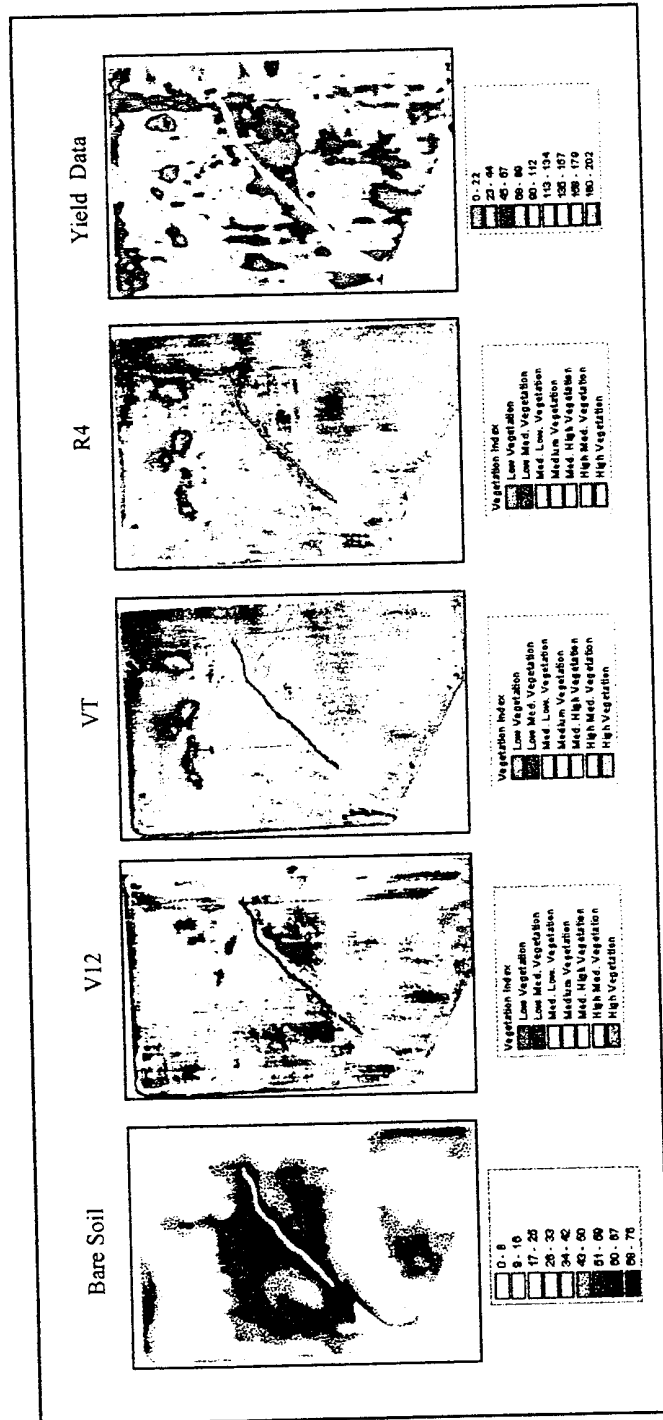 Bare Soil
0 - 8
9 - 16
17 - 25
26 - 33
34 - 42
43 - 50
51 - 59
60 - 67
68 - 76
V12
Vegetation Index
Low Vegetation
Low Med. Vegetation
Med. Low. Vegetation
Medium Vegetation
Med. High Vegetation
High Med. Vegetation
High Vegetation
VT
Vegetation Index
Low Vegetation
Low Med. Vegetation
Med. Low. Vegetation
Medium Vegetation
Med. High Vegetation
High Med. Vegetation
High Vegetation
R4
Vegetation Index
Low Vegetation
Low Med. Vegetation
Med. Low. Vegetation
Medium Vegetation
Med. High Vegetation
High Med. Vegetation
High Vegetation
Yield Data
0 - 22
23 - 44
45 - 67
68 - 89
90 - 112
113 - 134
135 - 157
158 - 179
180 - 202